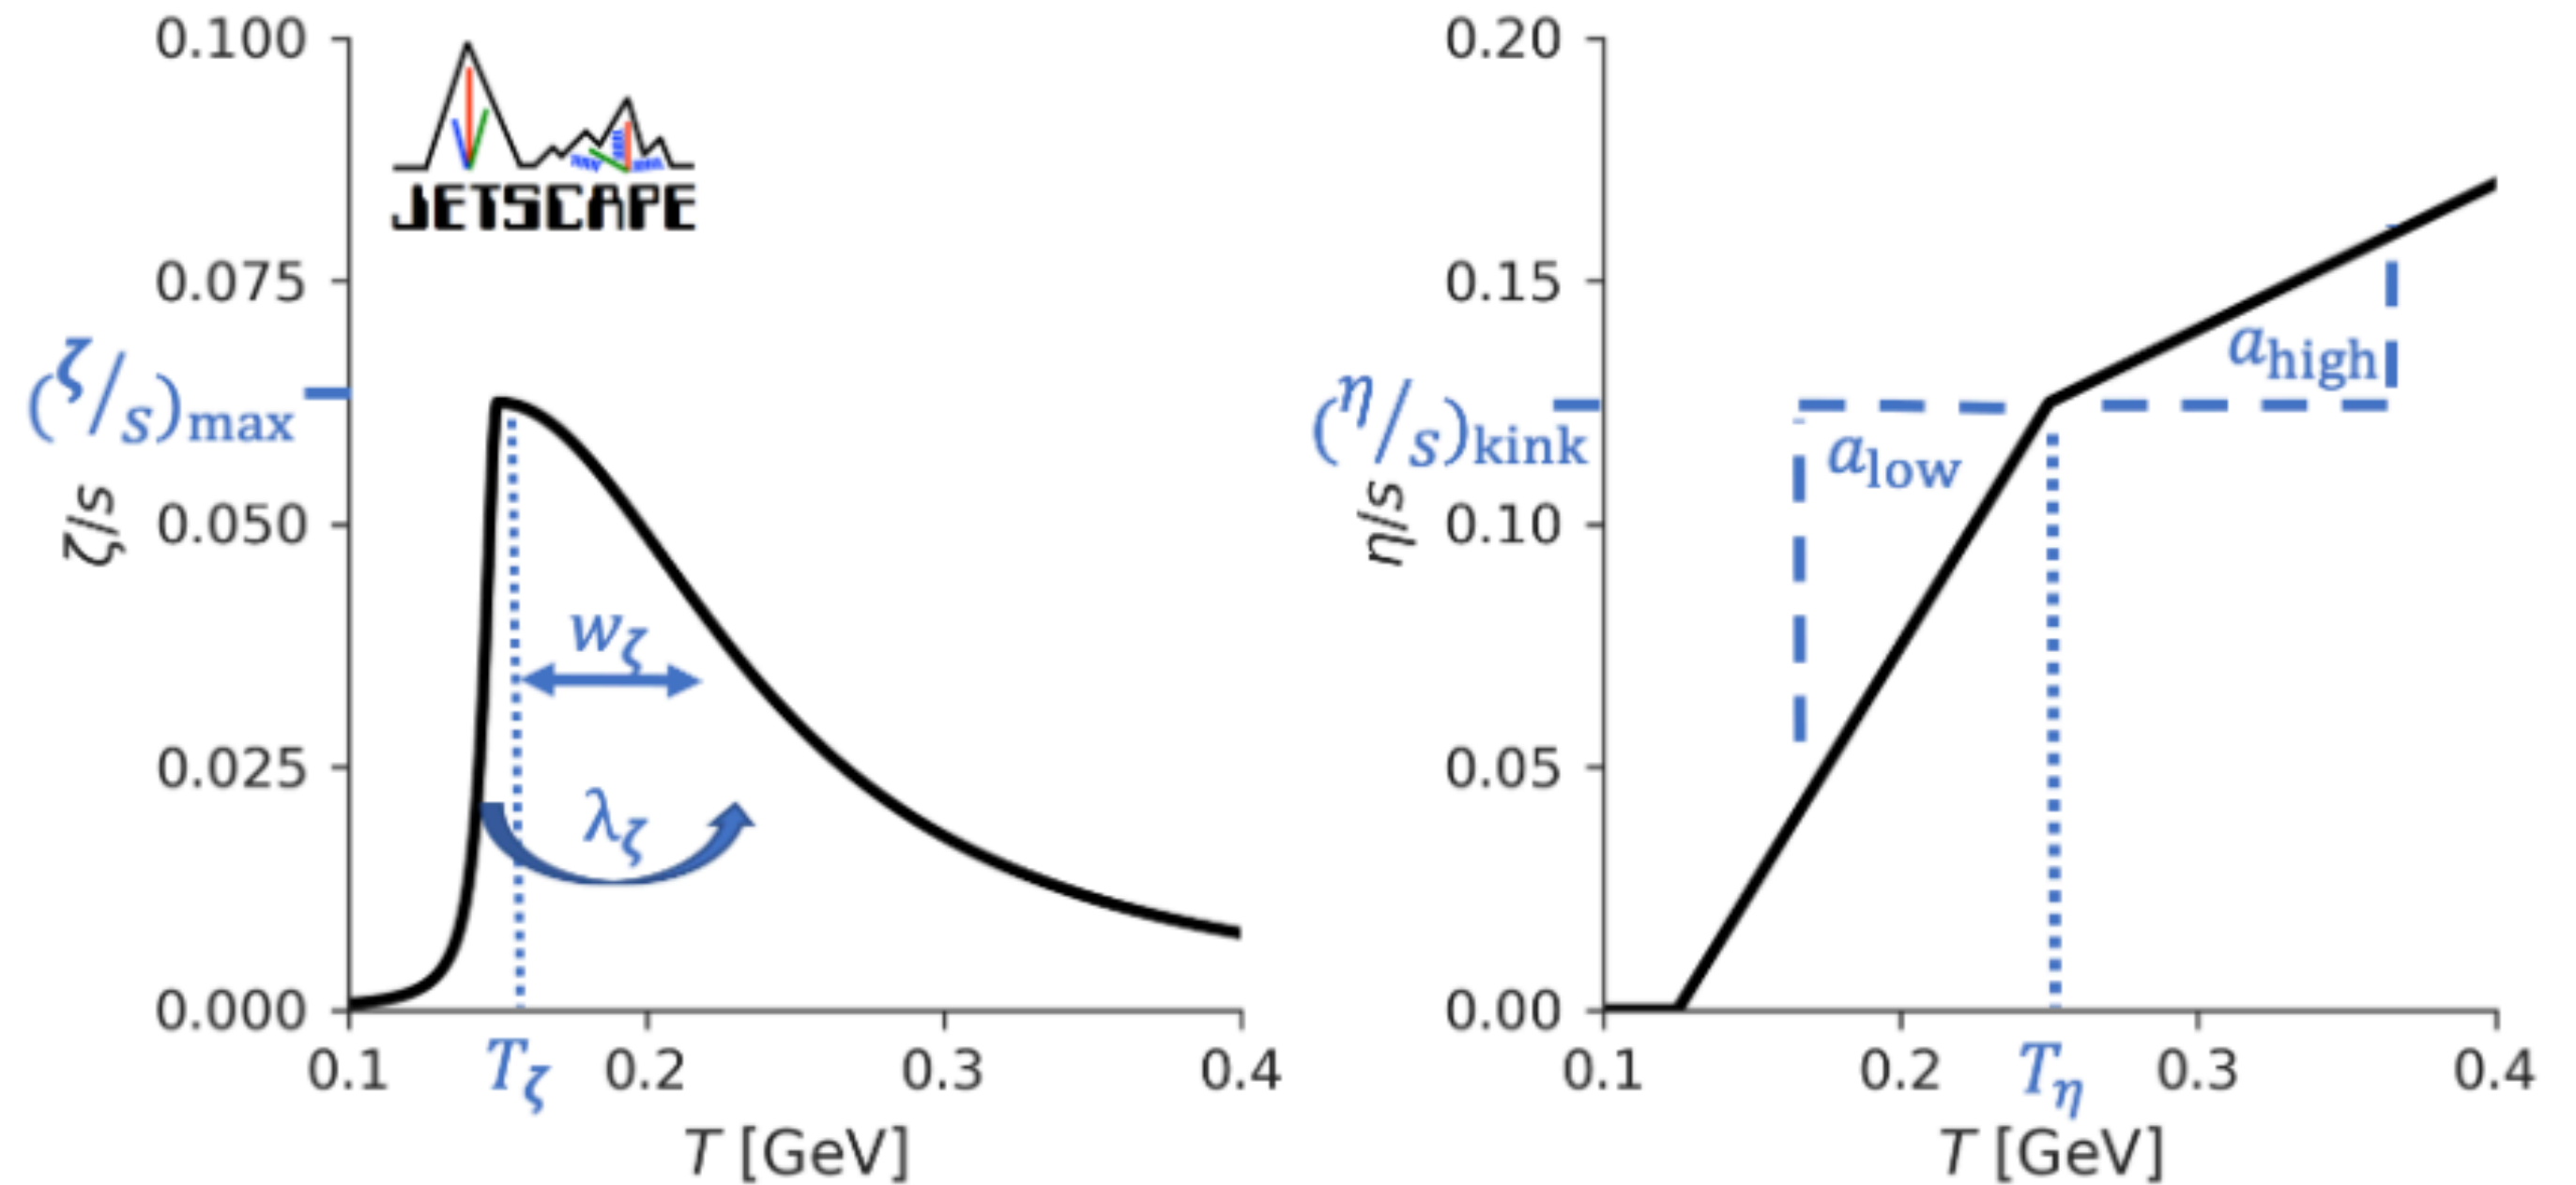 0.100
0.075
(ζ/s)max
ζ/s
0.050
0.025
0.000
JETSCAPE
wζ
λζ
0.1
Tζ
0.2
0.3
0.4
T [GeV]
0.20
0.15
(η/s)kink
η/s
0.10
0.05
0.00
ahigh
alow
0.1
0.2
Tη
0.3
0.4
T [GeV]